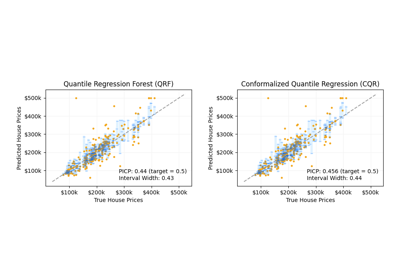 Quantile Regression Forest (QRF)
Predicted House Prices
$500k
$400k
$300k
$200k
$100k
PICP: 0.44 (target = 0.5)
Interval Width: 0.43
$100k $200k $300k $400k $500k
True House Prices
Conformalized Quantile Regression (CQR)
Predicted House Prices
$500k
$400k
$300k
$200k
$100k
PICP: 0.456 (target = 0.5)
Interval Width: 0.44
$100k $200k $300k $400k $500k
True House Prices